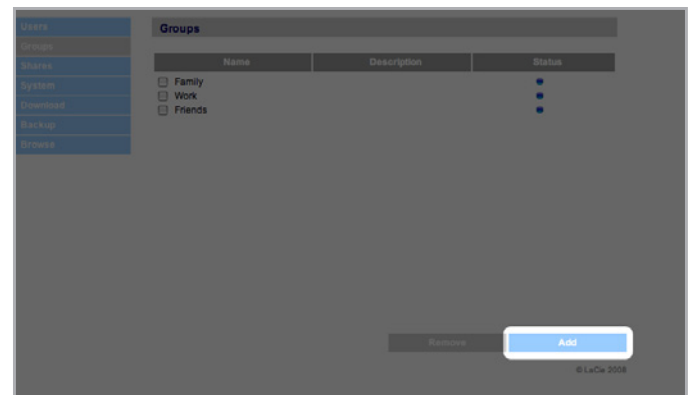 Users
Groups
Groups
Shares
System
Download
Backup
Browse
Name Description Status
Family
Work
Friends
Remove Add
© LaCie 2008